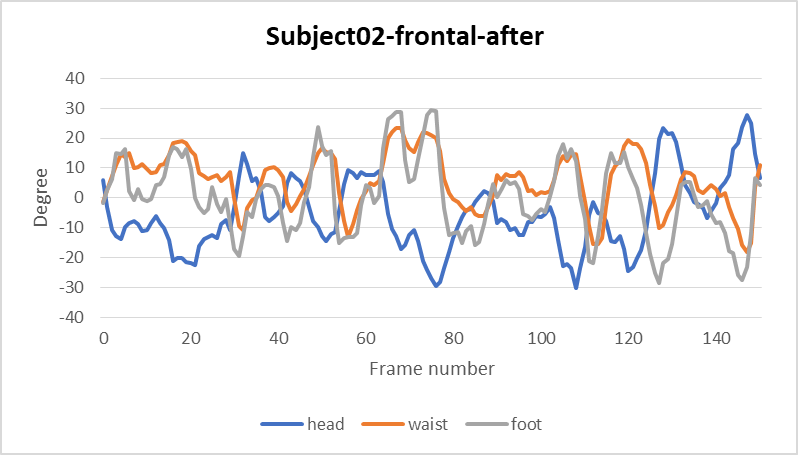 Subject02-frontal-after
40
30
20
10
0
-10
-20
-30
-40
Degree
0 20 40 60 80 100 120 140
Frame number
head waist foot